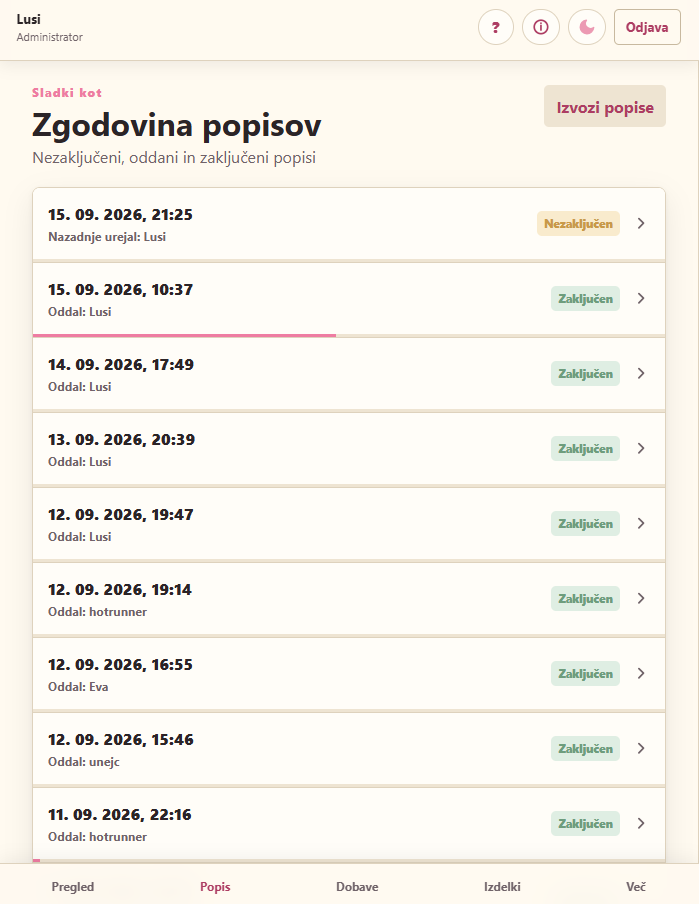 Lusi
Administrator
?
Odjava
Sladki kot
Zgodovina popisov
Izvozi popise
Nezaključeni, oddani in zaključeni popisi
15. 09. 2026, 21:25
Nazadnje urejal: Lusi
Nezaključen
15. 09. 2026, 10:37
Oddal: Lusi
Zaključen
14. 09. 2026, 17:49
Oddal: Lusi
Zaključen
13. 09. 2026, 20:39
Oddal: Lusi
Zaključen
12. 09. 2026, 19:47
Oddal: Lusi
Zaključen
12. 09. 2026, 19:14
Oddal: hotrunner
Zaključen
12. 09. 2026, 16:55
Oddal: Eva
Zaključen
12. 09. 2026, 15:46
Oddal: unejc
Zaključen
11. 09. 2026, 22:16
Oddal: hotrunner
Zaključen
Pregled
Popis
Dobave
Izdelki
Več